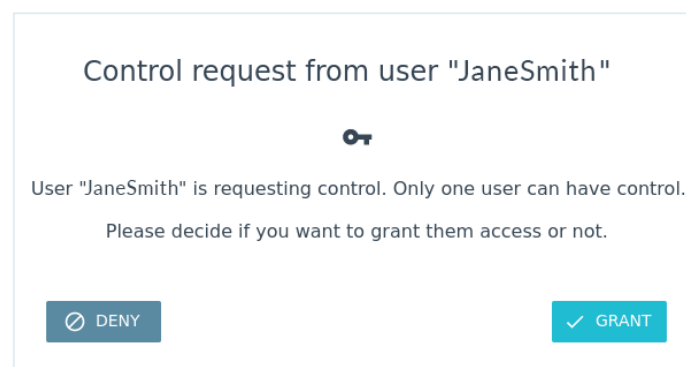 Control request from user "JaneSmith"
User "JaneSmith" is requesting control. Only one user can have control.
Please decide if you want to grant them access or not.
DENY
GRANT